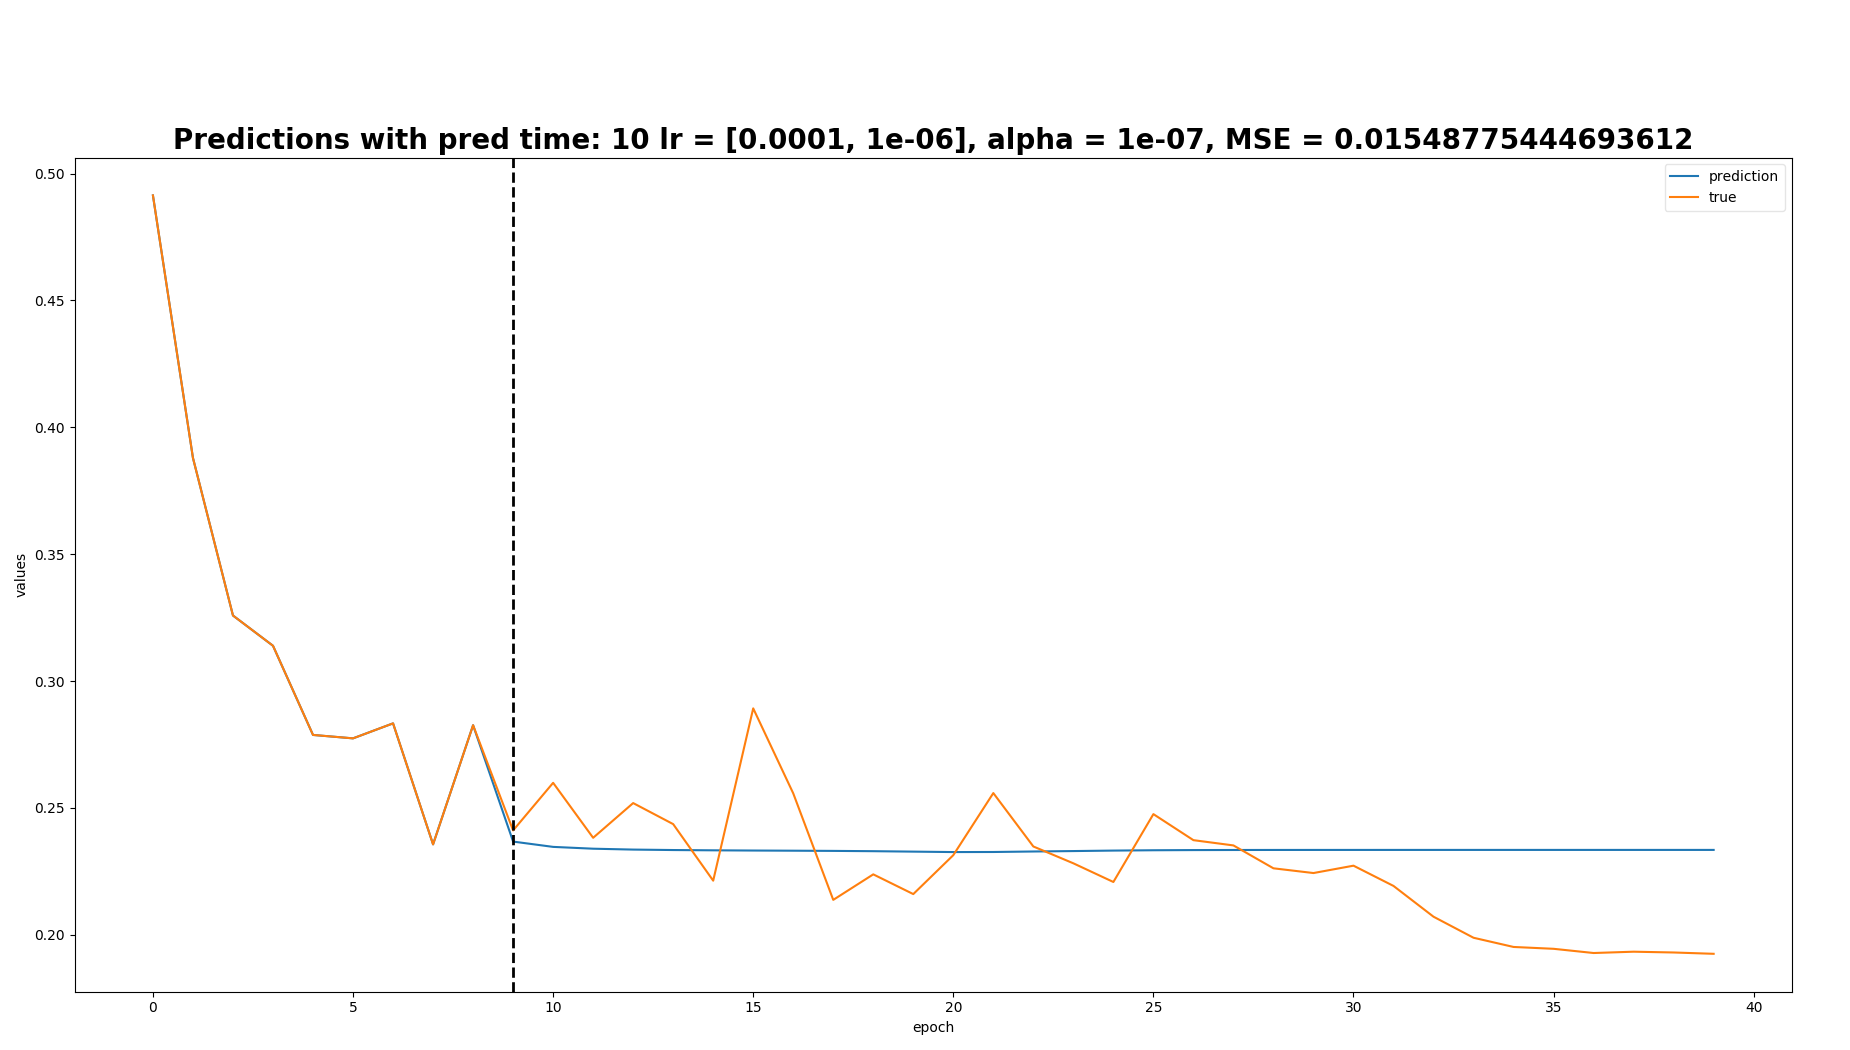 Predictions with pred time: 10 lr = [0.0001, 1e-06], alpha = 1e-07, MSE = 0.01548775444693612
prediction
true
0.50
0.45
0.40
0.35
0.30
0.25
0.20
values
0 5 10 15 20 25 30 35 40
epoch